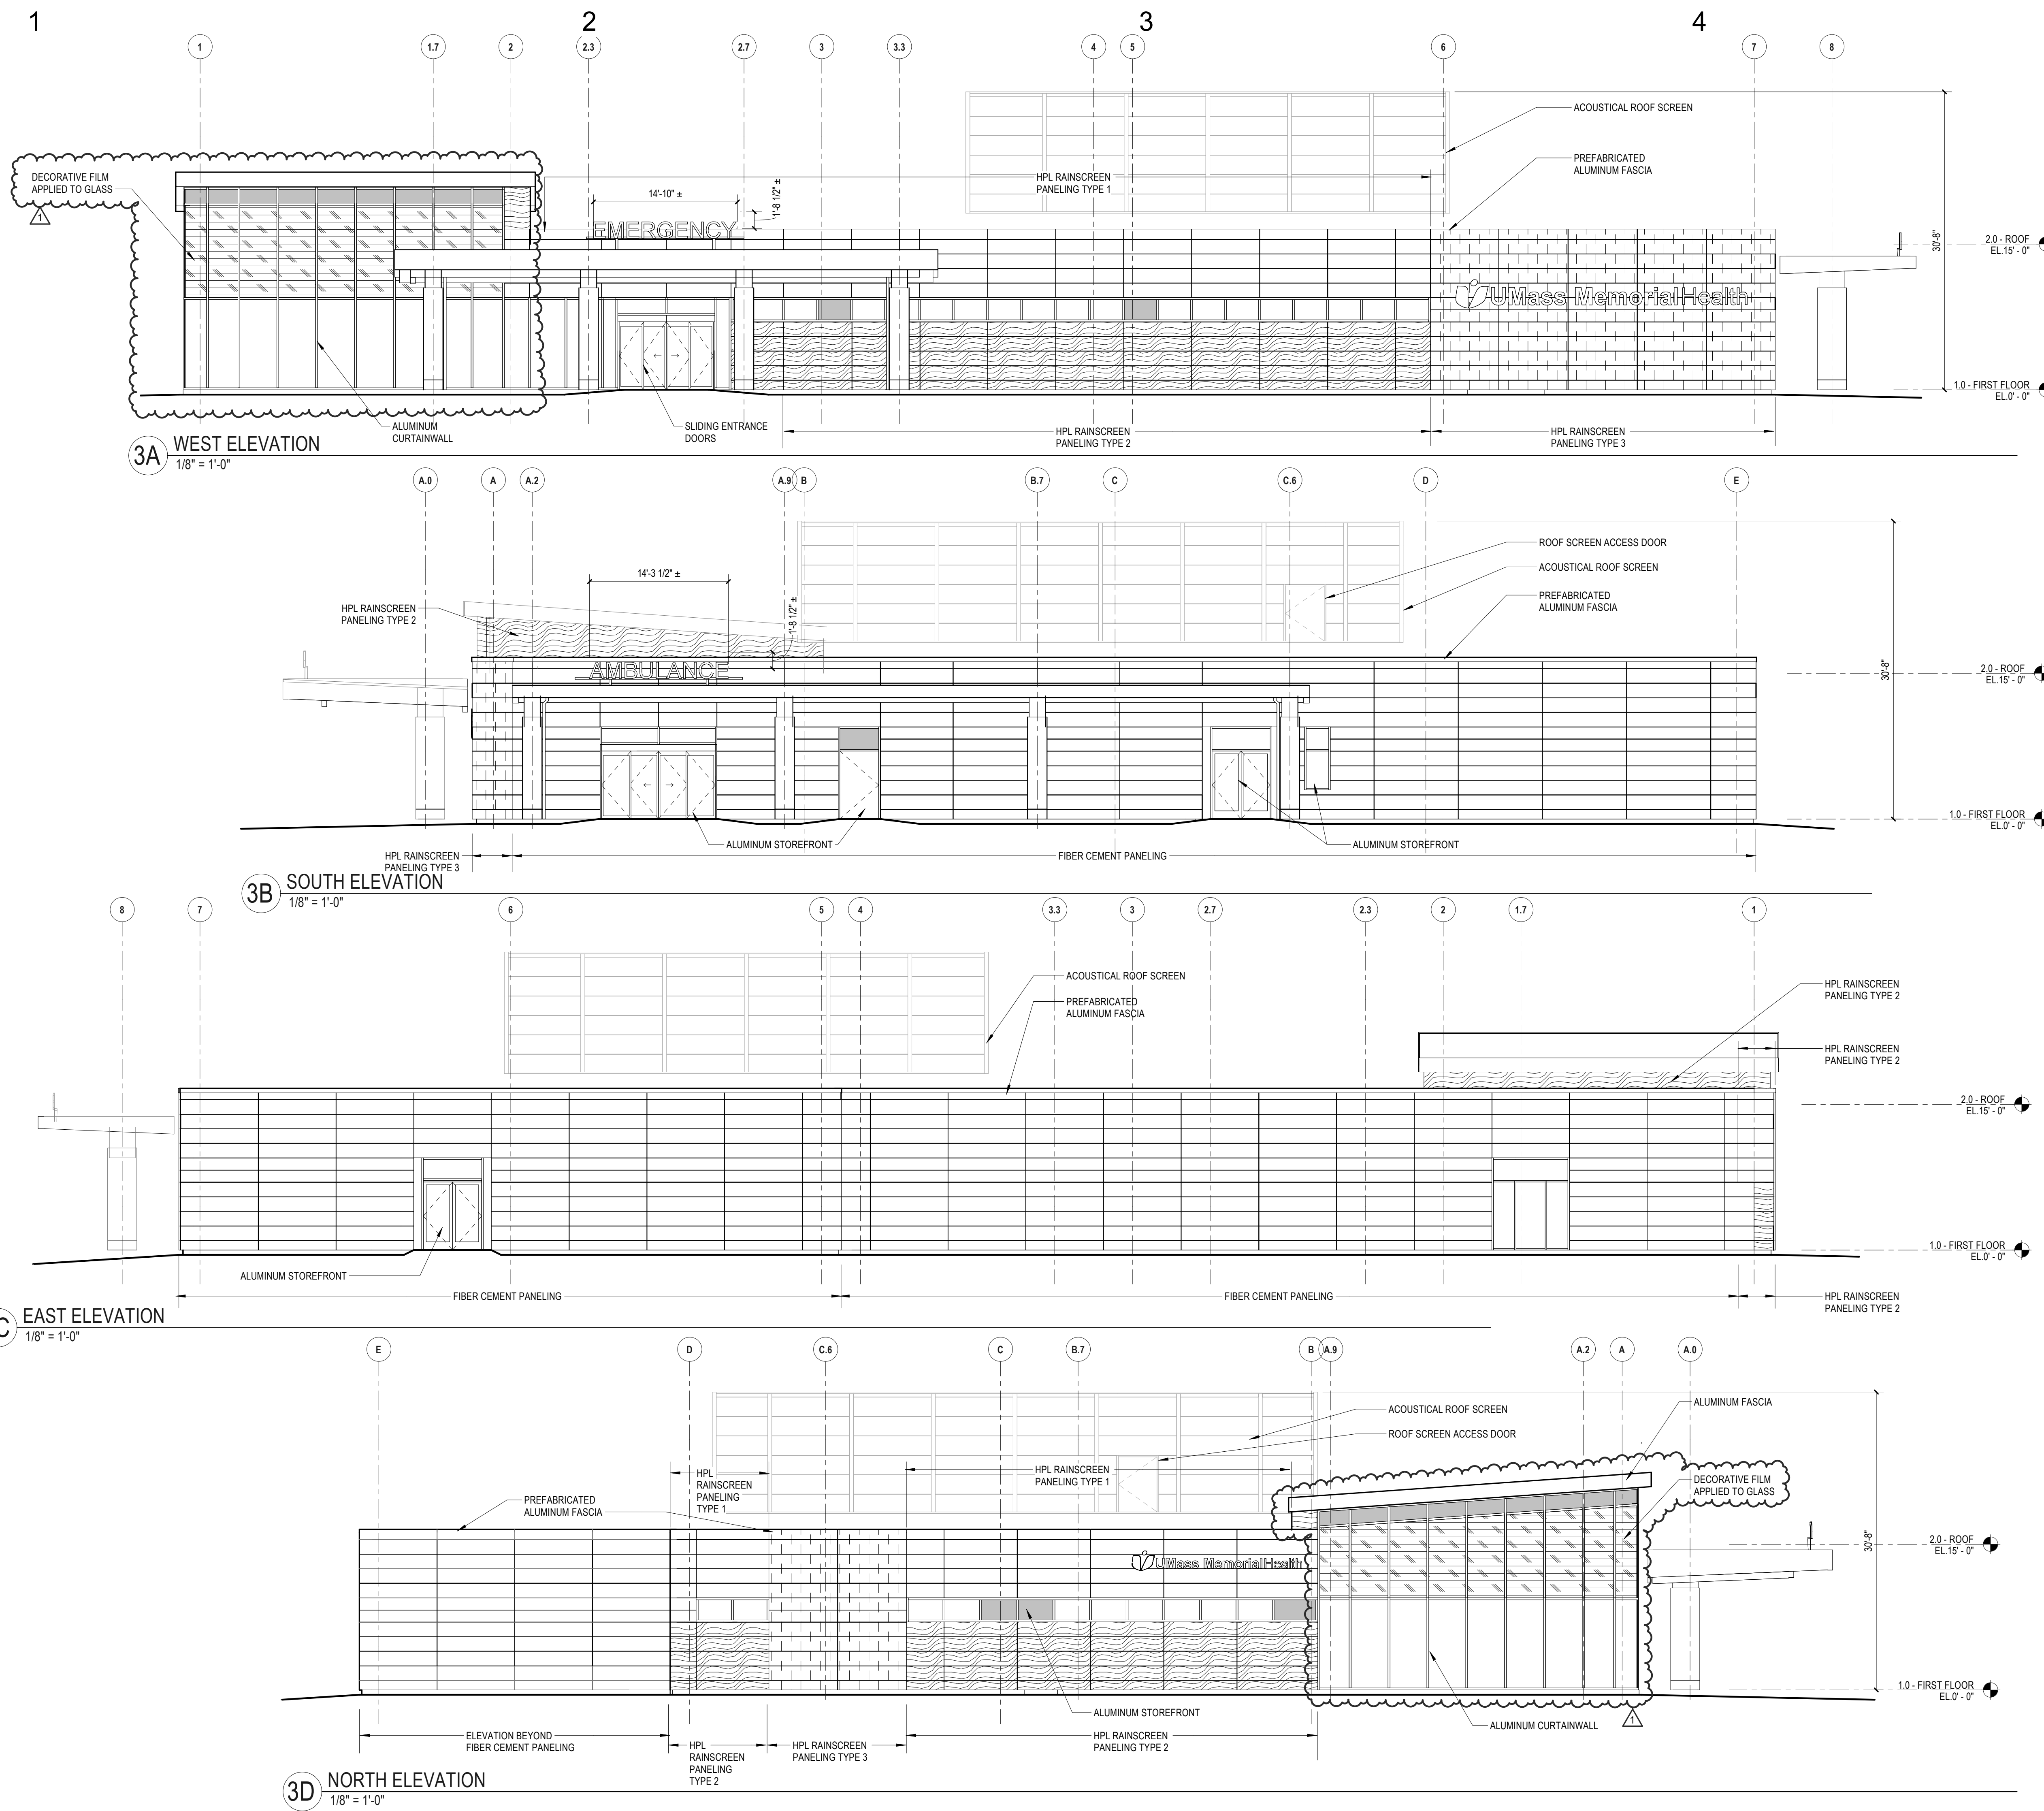 1 2 3 4
1 1.7 2 2.3 2.7 3 3.3 4 5 6 7 8
ACOUSTICAL ROOF SCREEN
PREFABRICATED
ALUMINUM FASCIA
DECORATIVE FILM
APPLIED TO GLASS
1
HPL RAINSCREEN
PANELING TYPE 1
14'-10" ±
1'-8 1/2" ±
EMERGENCY
30'-8"
2.0 - ROOF
EL.15' - 0"
UMass Memorial Health
1.0 - FIRST FLOOR
EL.0' - 0"
ALUMINUM
CURTAINWALL
SLIDING ENTRANCE
DOORS
HPL RAINSCREEN
PANELING TYPE 2
HPL RAINSCREEN
PANELING TYPE 3
3A WEST ELEVATION
1/8" = 1'-0"
A.0 A A.2 A.9 B B.7 C C.6 D E
ROOF SCREEN ACCESS DOOR
ACOUSTICAL ROOF SCREEN
PREFABRICATED
ALUMINUM FASCIA
14'-3 1/2" ±
1'-8 1/2" ±
HPL RAINSCREEN
PANELING TYPE 2
AMBULANCE
30'-8"
2.0 - ROOF
EL.15' - 0"
1.0 - FIRST FLOOR
EL.0' - 0"
ALUMINUM STOREFRONT
ALUMINUM STOREFRONT
HPL RAINSCREEN
PANELING TYPE 3
FIBER CEMENT PANELING
3B SOUTH ELEVATION
1/8" = 1'-0"
8 7 6 5 4 3.3 3 2.7 2.3 2 1.7 1
ACOUSTICAL ROOF SCREEN
PREFABRICATED
ALUMINUM FASCIA
HPL RAINSCREEN
PANELING TYPE 2
HPL RAINSCREEN
PANELING TYPE 2
2.0 - ROOF
EL.15' - 0"
1.0 - FIRST FLOOR
EL.0' - 0"
ALUMINUM STOREFRONT
FIBER CEMENT PANELING
FIBER CEMENT PANELING
HPL RAINSCREEN
PANELING TYPE 2
C EAST ELEVATION
1/8" = 1'-0"
E D C.6 C B.7 B A.9 A.2 A A.0
ACOUSTICAL ROOF SCREEN
ROOF SCREEN ACCESS DOOR
ALUMINUM FASCIA
HPL
RAINSCREEN
PANELING
TYPE 1
HPL RAINSCREEN
PANELING TYPE 1
DECORATIVE FILM
APPLIED TO GLASS
PREFABRICATED
ALUMINUM FASCIA
30'-8"
2.0 - ROOF
EL.15' - 0"
UMass Memorial Health
1.0 - FIRST FLOOR
EL.0' - 0"
ALUMINUM STOREFRONT
ALUMINUM CURTAINWALL
1
ELEVATION BEYOND
FIBER CEMENT PANELING
HPL
RAINSCREEN
PANELING
TYPE 2
HPL RAINSCREEN
PANELING TYPE 3
HPL RAINSCREEN
PANELING TYPE 2
3D NORTH ELEVATION
1/8" = 1'-0"